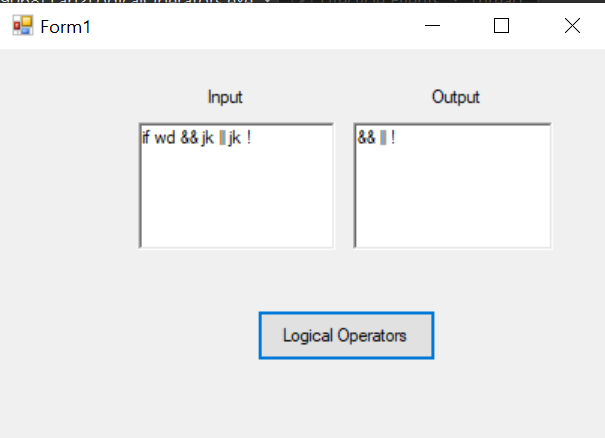 Form1
Input
Output
if wd && jk || jk !
&& || !
Logical Operators